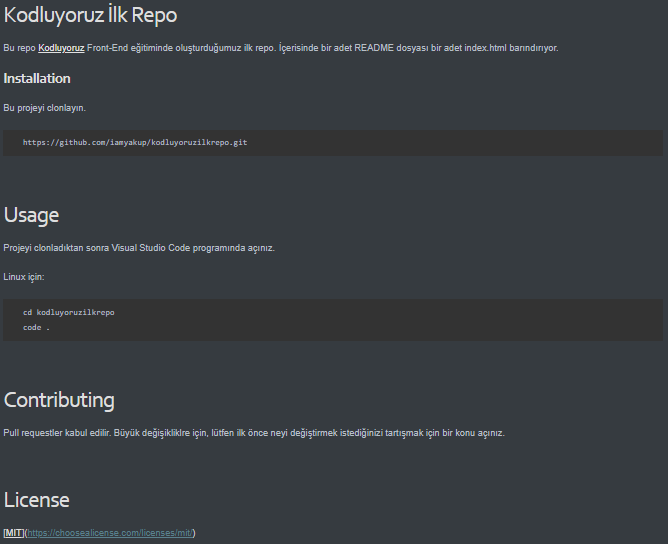 Kodluyoruz İlk Repo
Bu repo Kodluyoruz Front-End eğitiminde oluşturduğumuz ilk repo. İçerisinde bir adet README dosyası bir adet index.html barındırıyor.
Installation
Bu projeyi clonlayın.
https://github.com/iamyakup/kodluyoruzilkrepo.git
Usage
Projeyi clonladıktan sonra Visual Studio Code programında açınız.
Linux için:
cd kodluyoruzilkrepo
code .
Contributing
Pull requestler kabul edilir. Büyük değişikliklre için, lütfen ilk önce neyi değiştirmek istediğinizi tartışmak için bir konu açınız.
License
[MIT](https://choosealicense.com/licenses/mit/)